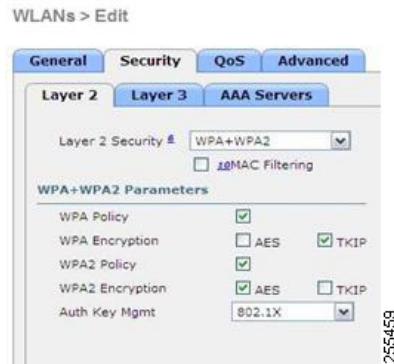 WLANs > Edit
General Security QoS Advanced
Layer 2 Layer 3 AAA Servers
Layer 2 Security 6 WPA+WPA2
10MAC Filtering
WPA+WPA2 Parameters
WPA Policy
WPA Encryption AES TKIP
WPA2 Policy
WPA2 Encryption AES TKIP
Auth Key Mgmt 802.1X
255459